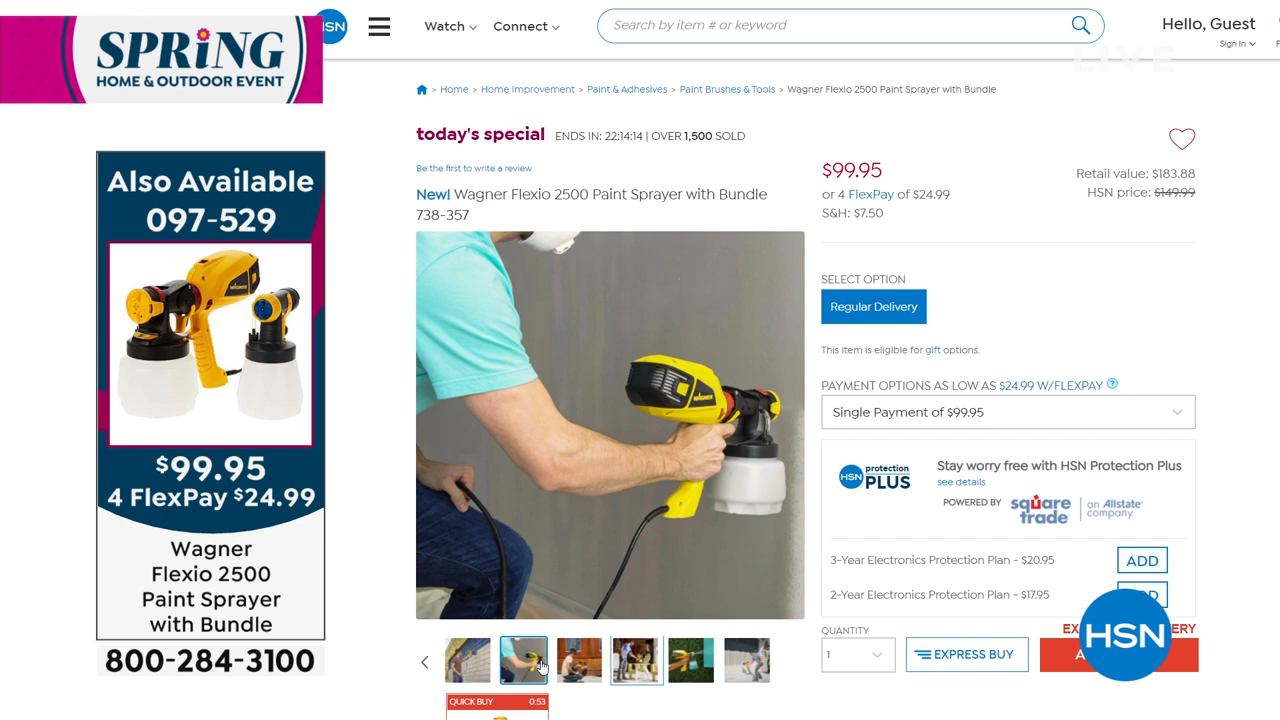 SPRiNG
HOME & OUTDOOR EVENT
HSN
Watch
Connect
Search by item # or keyword
Hello, Guest
Sign In
LIVE
Home > Home Improvement > Paint & Adhesives > Paint Brushes & Tools > Wagner Flexio 2500 Paint Sprayer with Bundle
today's special ENDS IN: 22:14:14 | OVER 1,500 SOLD
Be the first to write a review
New! Wagner Flexio 2500 Paint Sprayer with Bundle
738-357
$99.95
or 4 FlexPay of $24.99
S&H: $7.50
Retail value: $183.88
HSN price: $149.99
SELECT OPTION
Regular Delivery
This item is eligible for gift options.
PAYMENT OPTIONS AS LOW AS $24.99 W/FLEXPAY ?
Single Payment of $99.95
HSN protection PLUS
Stay worry free with HSN Protection Plus
see details
POWERED BY square trade | an Allstate company
3-Year Electronics Protection Plan - $20.95 ADD
2-Year Electronics Protection Plan - $17.95
QUANTITY
1
EXPRESS BUY
HSN
QUICK BUY 0:53
Also Available
097-529
WAGNER
$99.95
4 FlexPay $24.99
Wagner
Flexio 2500
Paint Sprayer
with Bundle
800-284-3100